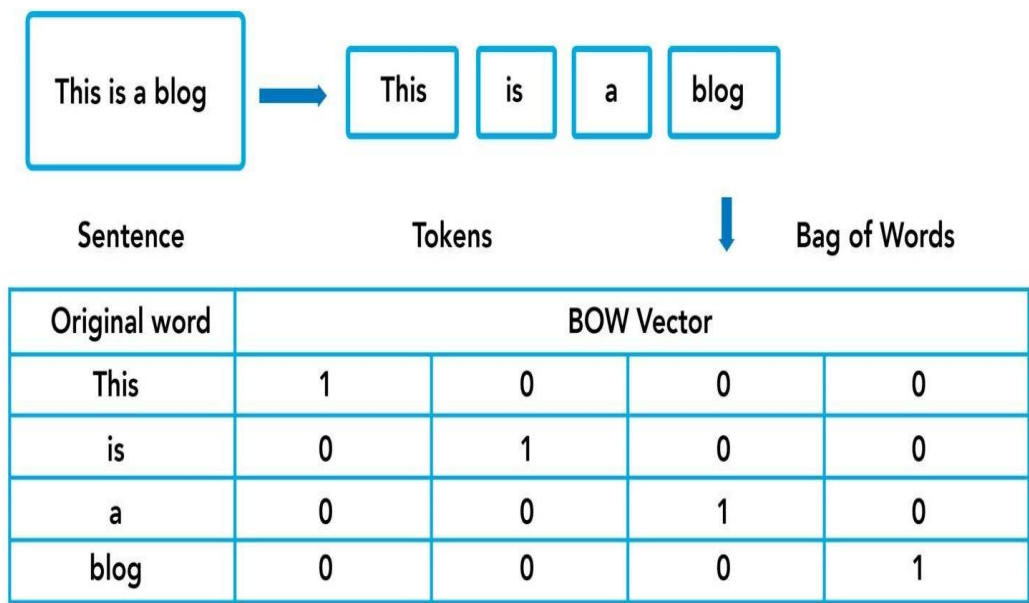 This is a blog
This is a blog
Sentence Tokens Bag of Words
Original word BOW Vector
This 1 0 0 0
is 0 1 0 0
a 0 0 1 0
blog 0 0 0 1